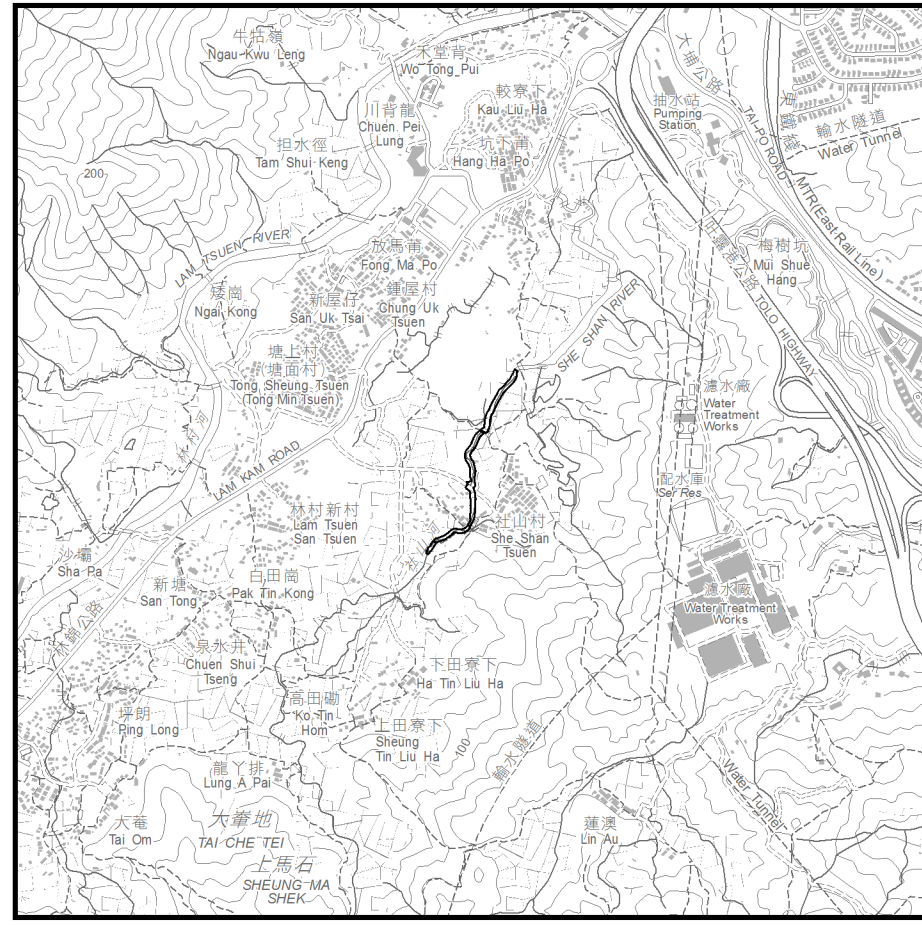 牛牯嶺
Ngau Kwu Leng
禾堂背
Wo Tong Pui
較寮下
Kau Liu Ha
大埔公路
抽水站
Pumping
Station
TAI-PO ROAD
東鐵綫
輸水隧道
Water Tunnel
川背龍
Chuen Pei
Lung
坑下莆
Hang Ha Po
担水徑
Tam Shui Keng
200
MTR(East Rail Line)
LAM TSUEN RIVER
放馬莆
Fong Ma Po
吐露港公路
TOLO HIGHWAY
梅樹坑
Mui Shue
Hang
矮崗
Ngai Kong
新屋仔
San Uk Tsai
鍾屋村
Chung Uk
Tsuen
SHE SHAN RIVER
塘上村
(塘面村)
Tong Sheung Tsuen
(Tong Min Tsuen)
濾水廠
Water
Treatment
Works
林村河
LAM KAM ROAD
配水庫
Ser Res
林村新村
Lam Tsuen
San Tsuen
社山村
She Shan
Tsuen
河
沙壩
Sha Pa
新塘
San Tong
白田崗
Pak Tin Kong
濾水廠
Water Treatment
Works
林錦公路
泉水井
Chuen Shui
Tseng
下田寮下
Ha Tin Liu Ha
高田磡
Ko Tin
Hom
坪朗
Ping Long
上田寮下
Sheung
Tin Liu Ha
100
輸水隧道
Water Tunnel
龍丫排
Lung A Pai
大菴
Tai Om
大輋地
TAI CHE TEI
蓮澳
Lin Au
上馬石
SHEUNG MA
SHEK